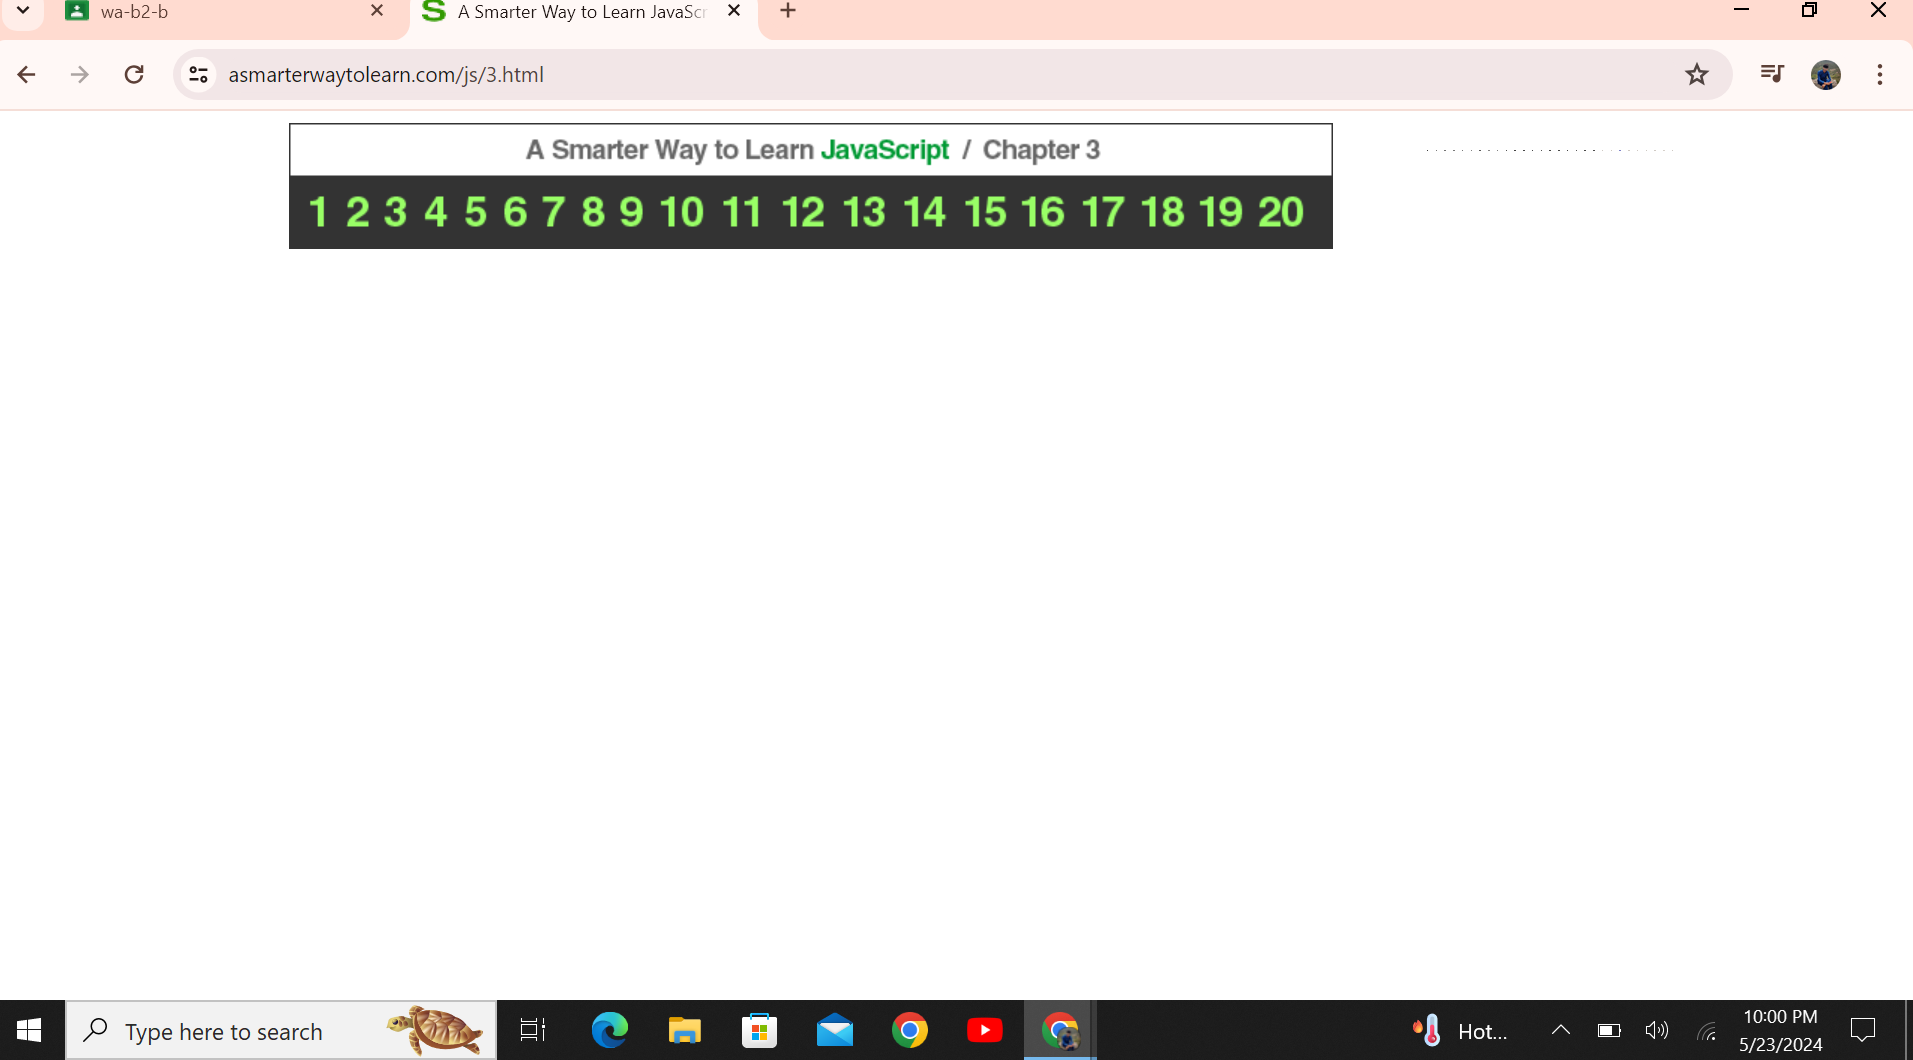 wa-b2-b
A Smarter Way to Learn JavaScr
asmarterwaytolearn.com/js/3.html
A Smarter Way to Learn JavaScript / Chapter 3
1 2 3 4 5 6 7 8 9 10 11 12 13 14 15 16 17 18 19 20
Type here to search
Hot...
10:00 PM
5/23/2024